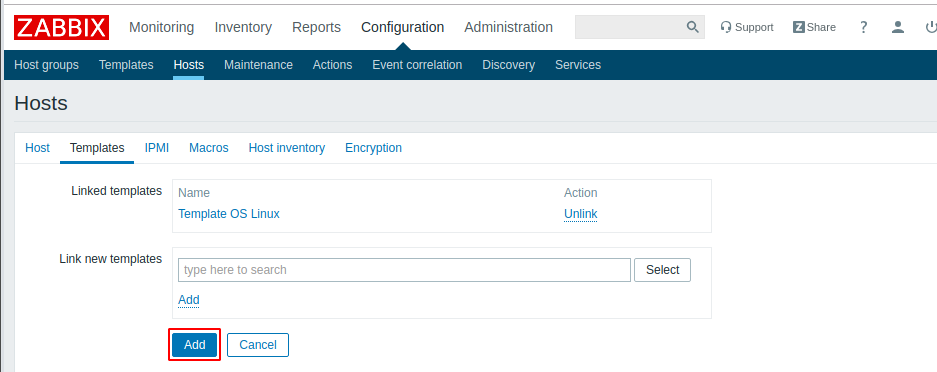 ZABBIX Monitoring Inventory Reports Configuration Administration Support Z Share ?
Host groups Templates Hosts Maintenance Actions Event correlation Discovery Services
Hosts
Host Templates IPMI Macros Host inventory Encryption
Linked templates Name Action
Template OS Linux Unlink
Link new templates type here to search Select
Add
Add Cancel